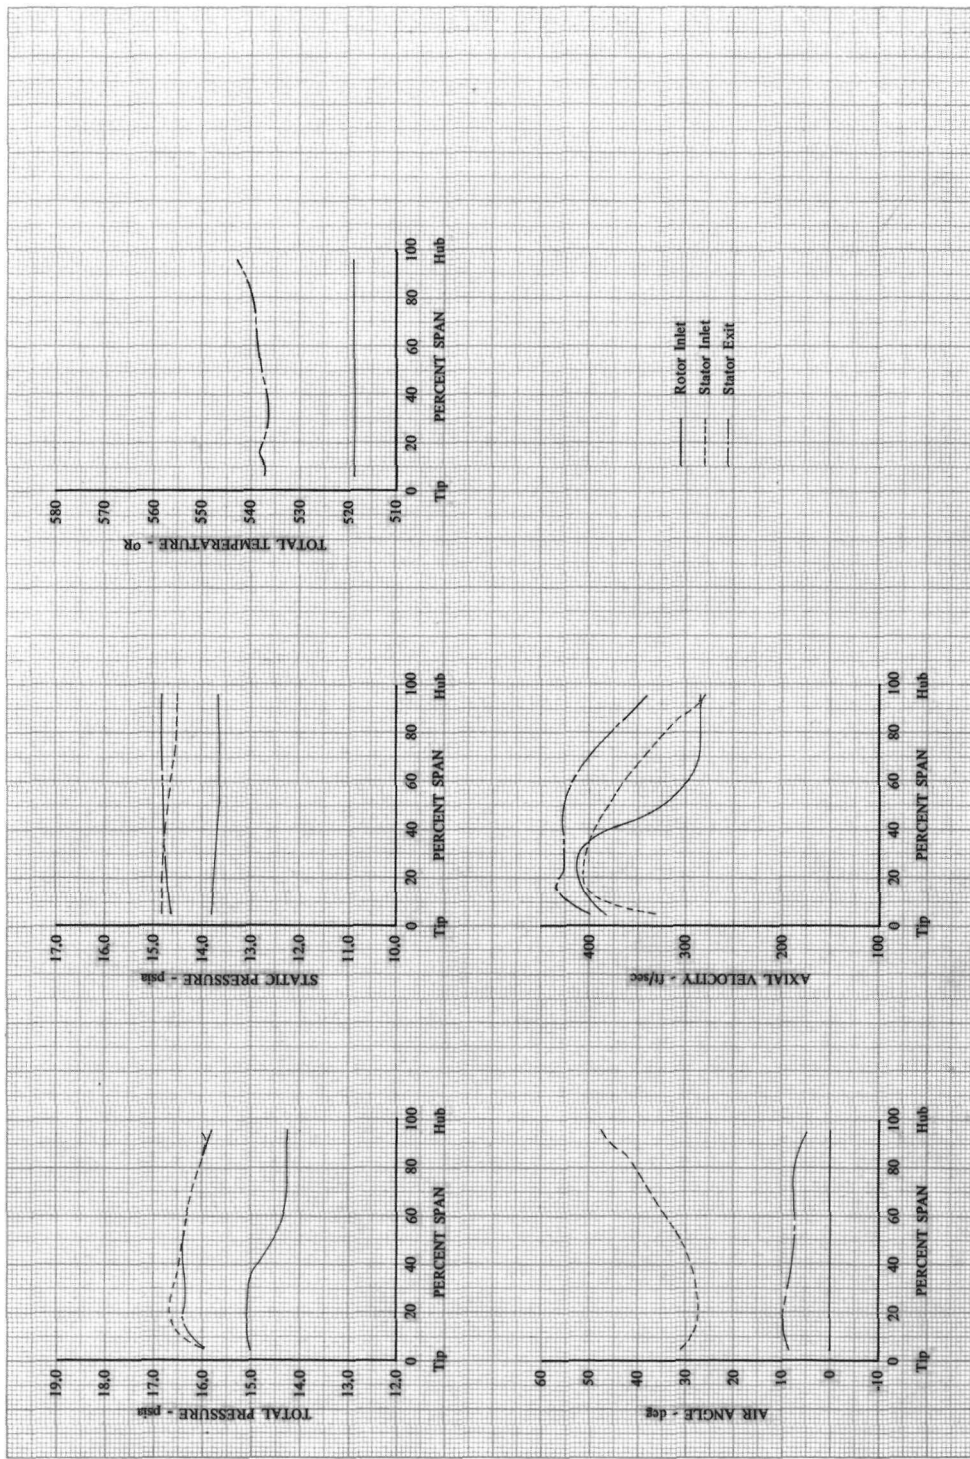 TOTAL PRESSURE - psia
19.0
18.0
17.0
16.0
15.0
14.0
13.0
12.0
0 20 40 60 80 100
Tip PERCENT SPAN Hub
STATIC PRESSURE - psia
17.0
16.0
15.0
14.0
13.0
12.0
11.0
10.0
0 20 40 60 80 100
Tip PERCENT SPAN Hub
TOTAL TEMPERATURE - °R
580
570
560
550
540
530
520
510
0 20 40 60 80 100
Tip PERCENT SPAN Hub
AIR ANGLE - deg
60
50
40
30
20
10
0
-10
0 20 40 60 80 100
Tip PERCENT SPAN Hub
AXIAL VELOCITY - ft/sec
400
300
200
100
0 20 40 60 80 100
Tip PERCENT SPAN Hub
Rotor Inlet
Stator Inlet
Stator Exit